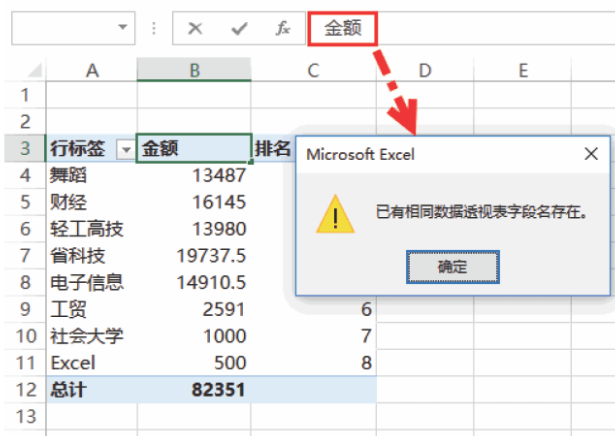 金额
A B C D E
1
2
3 行标签 金额 排名
4 舞蹈 13487
5 财经 16145
6 轻工高技 13980
7 省科技 19737.5
8 电子信息 14910.5
9 工贸 2591 6
10 社会大学 1000 7
11 Excel 500 8
12 总计 82351
13
Microsoft Excel
已有相同数据透视表字段名存在。
确定